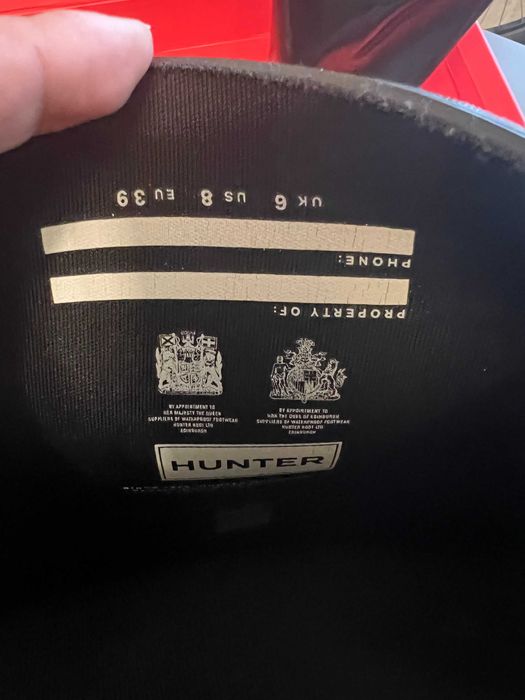 PROPERTY OF:
PHONE:
UK 6 US 8 EU 39
BY APPOINTMENT TO
HER MAJESTY THE QUEEN
SUPPLIERS OF WATERPROOF FOOTWEAR
HUNTER BOOT LTD
EDINBURGH
BY APPOINTMENT TO
HRH THE DUKE OF EDINBURGH
SUPPLIERS OF WATERPROOF FOOTWEAR
HUNTER BOOT LTD
EDINBURGH
HUNTER